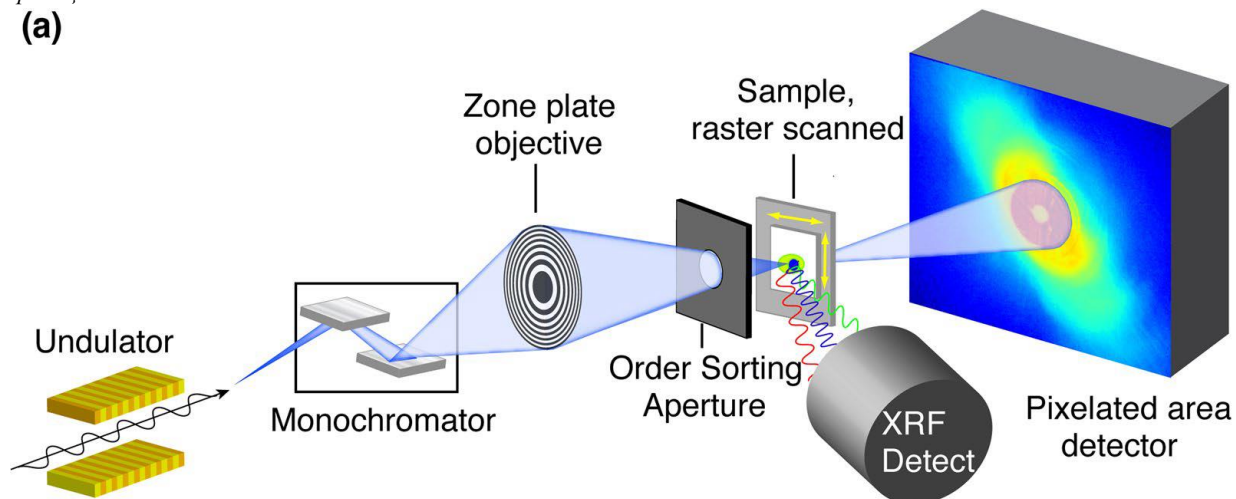 (a)
Zone plate
objective
Sample,
raster scanned
Undulator
Monochromator
Order Sorting
Aperture
XRF
Detect
Pixelated area
detector